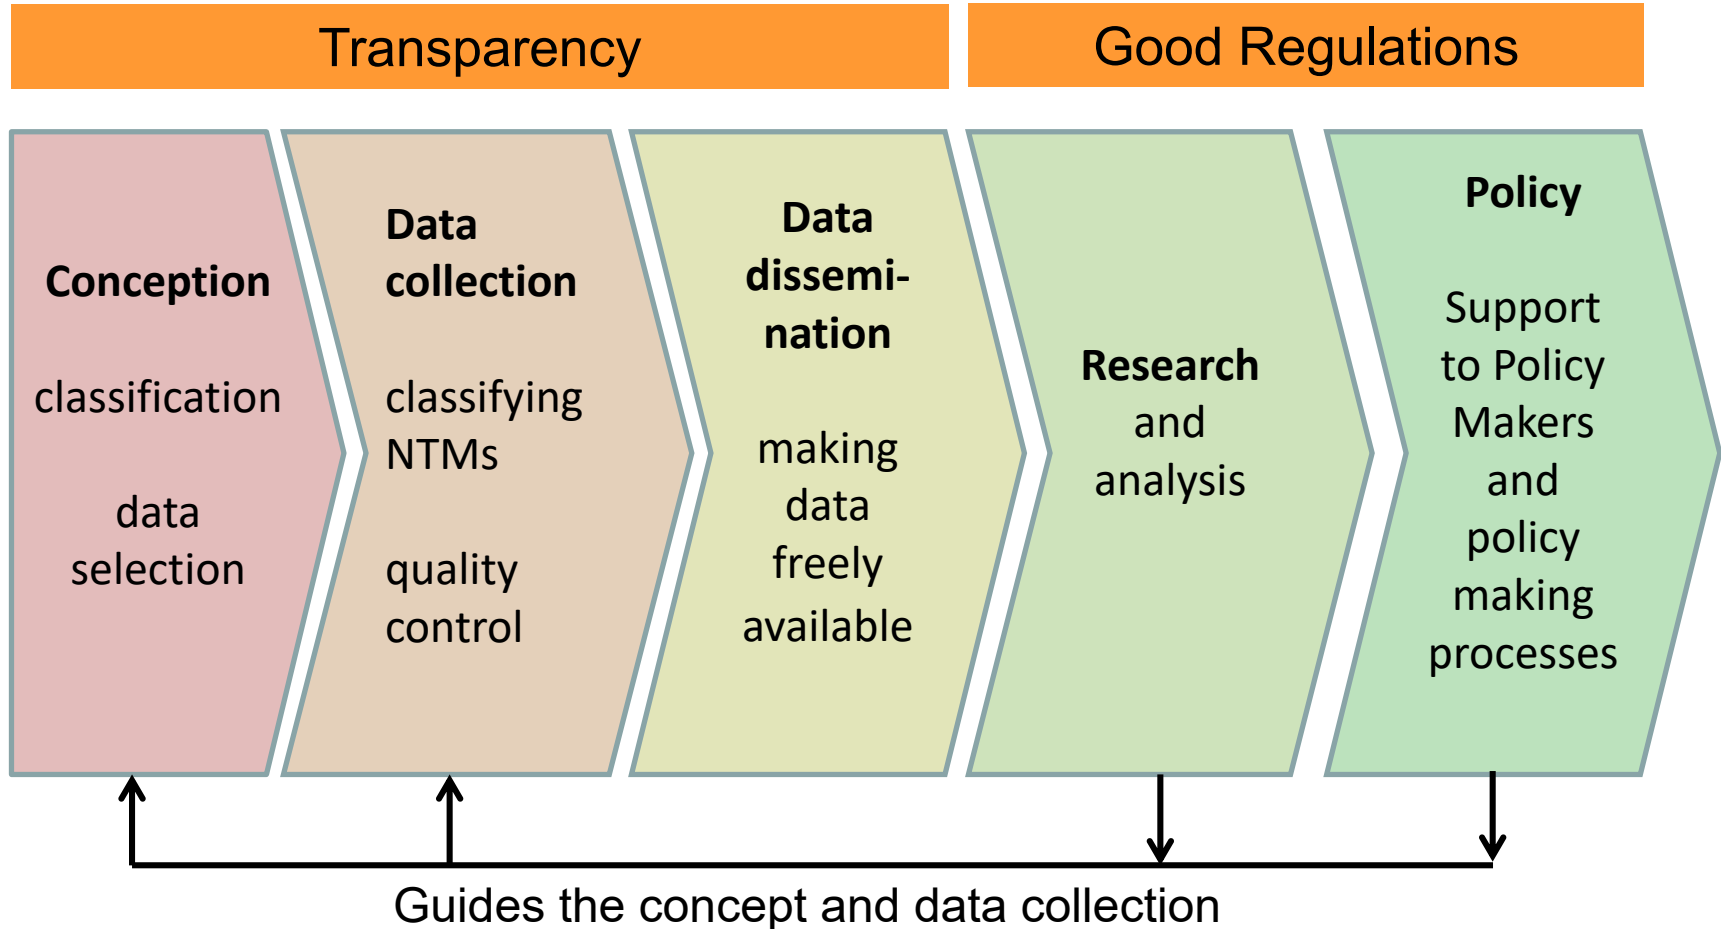 Transparency
Good Regulations
Conception
classification
data
selection
Data
collection
classifying
NTMs
quality
control
Data
dissemi-
nation
making
data
freely
available
Research
and
analysis
Policy
Support
to Policy
Makers
and
policy
making
processes
Guides the concept and data collection